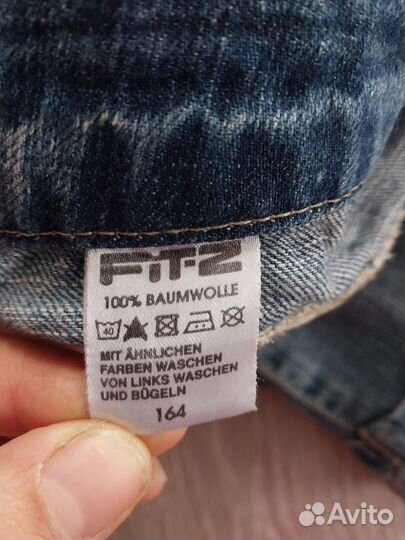 FiT-Z
100% BAUMWOLLE
40
MIT ÄHNLICHEN
FARBEN WASCHEN
VON LINKS WASCHEN
UND BÜGELN
164
Avito